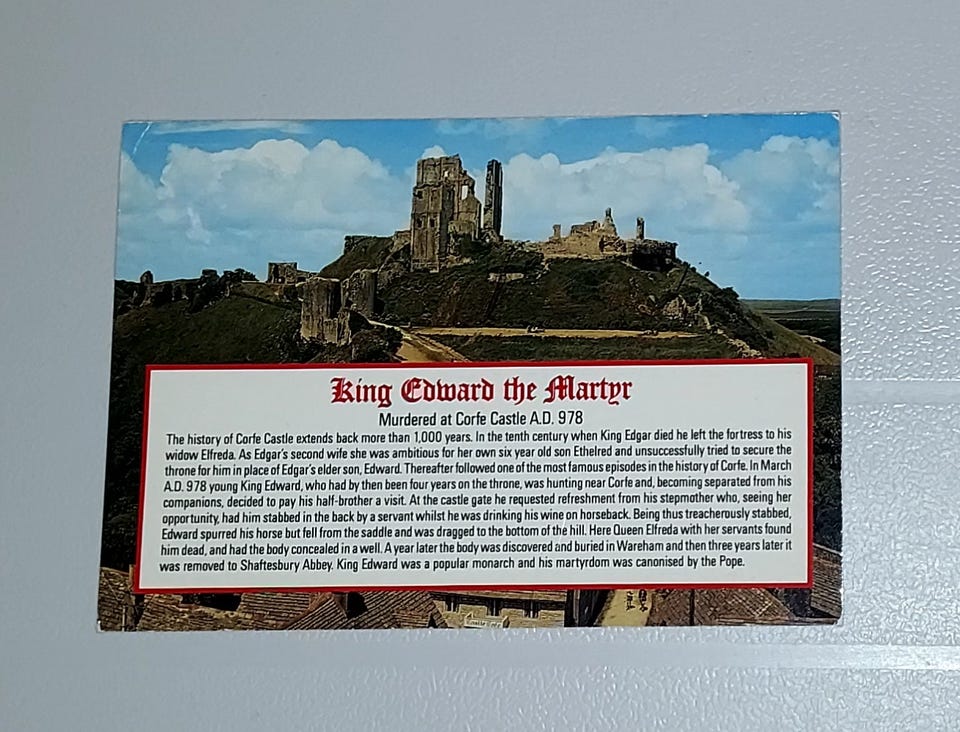 King Edward the Martyr
Murdered at Corfe Castle A.D. 978
The history of Corfe Castle extends back more than 1,000 years. In the tenth century when King Edgar died he left the fortress to his
widow Elfreda. As Edgar's second wife she was ambitious for her own six year old son Ethelred and unsuccessfully tried to secure the
throne for him in place of Edgar's elder son, Edward. Thereafter followed one of the most famous episodes in the history of Corfe. In March
A.D. 978 young King Edward, who had by then been four years on the throne, was hunting near Corfe and, becoming separated from his
companions, decided to pay his half-brother a visit. At the castle gate he requested refreshment from his stepmother who, seeing her
opportunity, had him stabbed in the back by a servant whilst he was drinking his wine on horseback. Being thus treacherously stabbed,
Edward spurred his horse but fell from the saddle and was dragged to the bottom of the hill. Here Queen Elfreda with her servants found
him dead, and had the body concealed in a well. A year later the body was discovered and buried in Wareham and then three years later it
was removed to Shaftesbury Abbey. King Edward was a popular monarch and his martyrdom was canonised by the Pope.